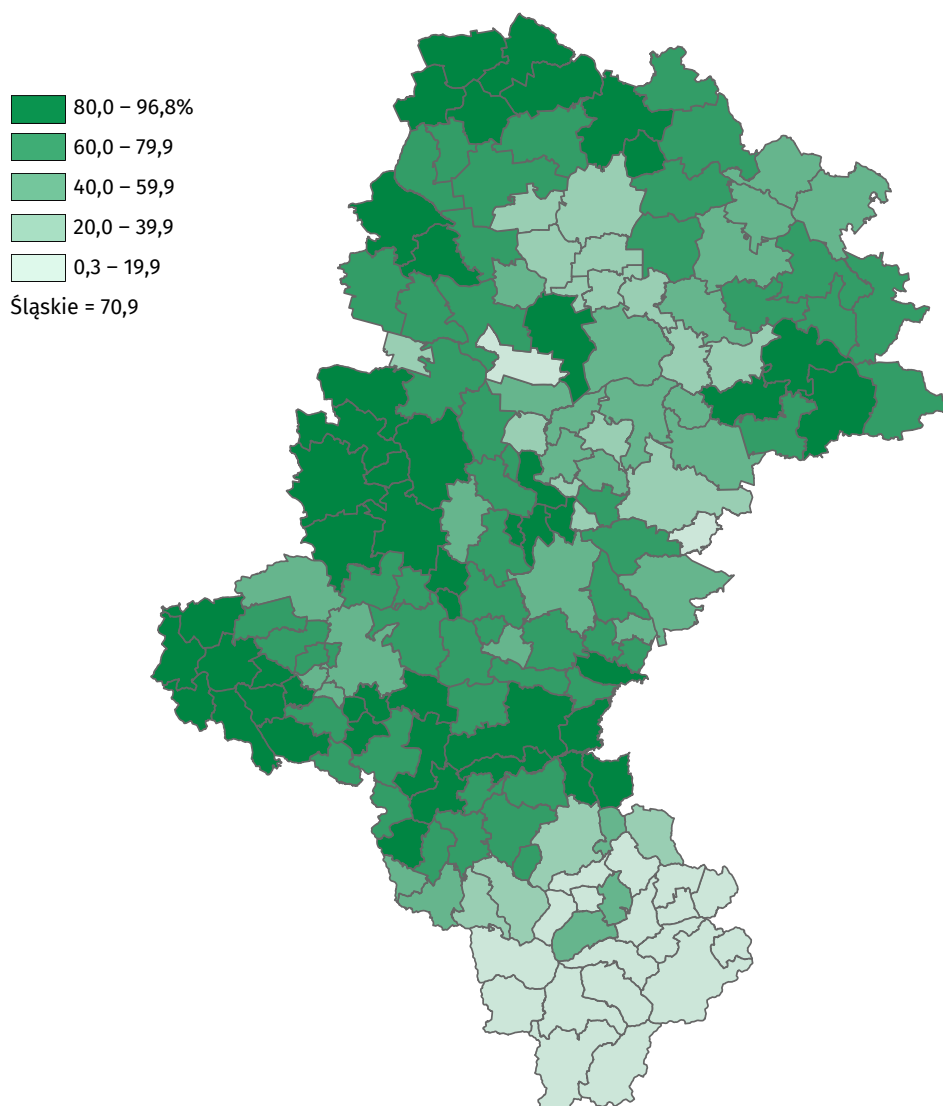 80,0 – 96,8%
60,0 – 79,9
40,0 – 59,9
20,0 – 39,9
0,3 – 19,9
Śląskie = 70,9